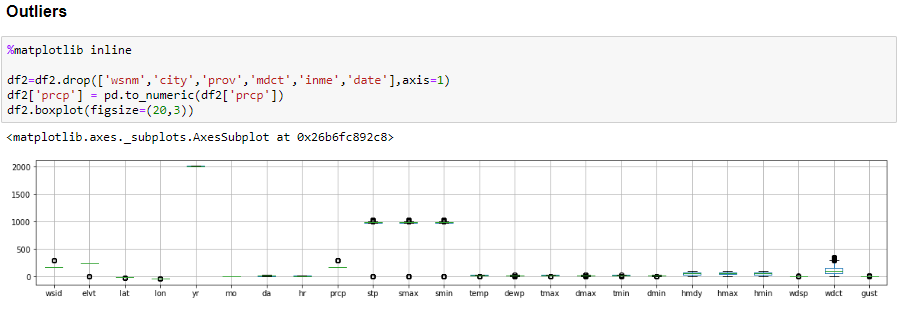 Outliers
%matplotlib inline
df2=df2.drop(['wsnm','city','prov','mdct','inme','date'],axis=1)
df2['prcp'] = pd.to_numeric(df2['prcp'])
df2.boxplot(figsize=(20,3))
<matplotlib.axes._subplots.AxesSubplot at 0x26b6fc892c8>
2000
1500
1000
500
0
wsid elvt lat lon yr mo da hr prcp stp smax smin temp dewp tmax dmax tmin dmin hmdy hmax hmin wdsp wdct gust